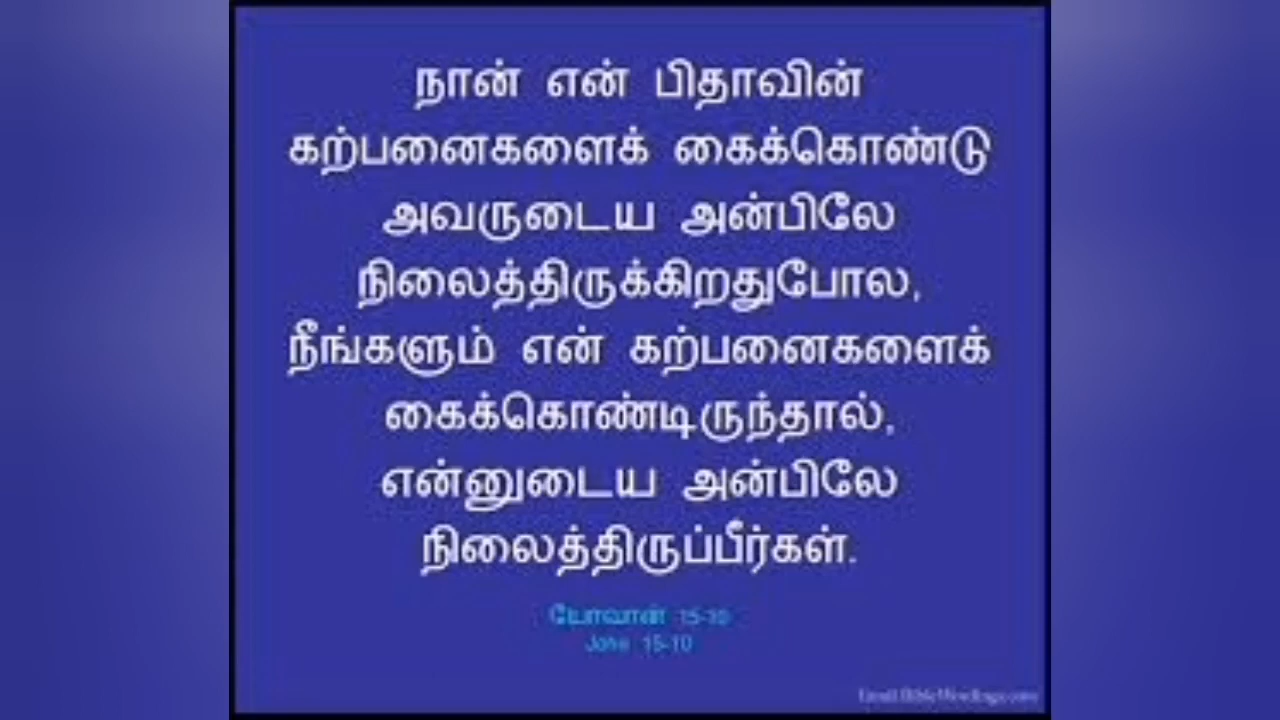 நான் என் பிதாவின்
கற்பனைகளைக் கைக்கொண்டு
அவருடைய அன்பிலே
நிலைத்திருக்கிறதுபோல,
நீங்களும் என் கற்பனைகளைக்
கைக்கொண்டிருந்தால்,
என்னுடைய அன்பிலே
நிலைத்திருப்பீர்கள்.
யோவான் 15-10
John 15-10